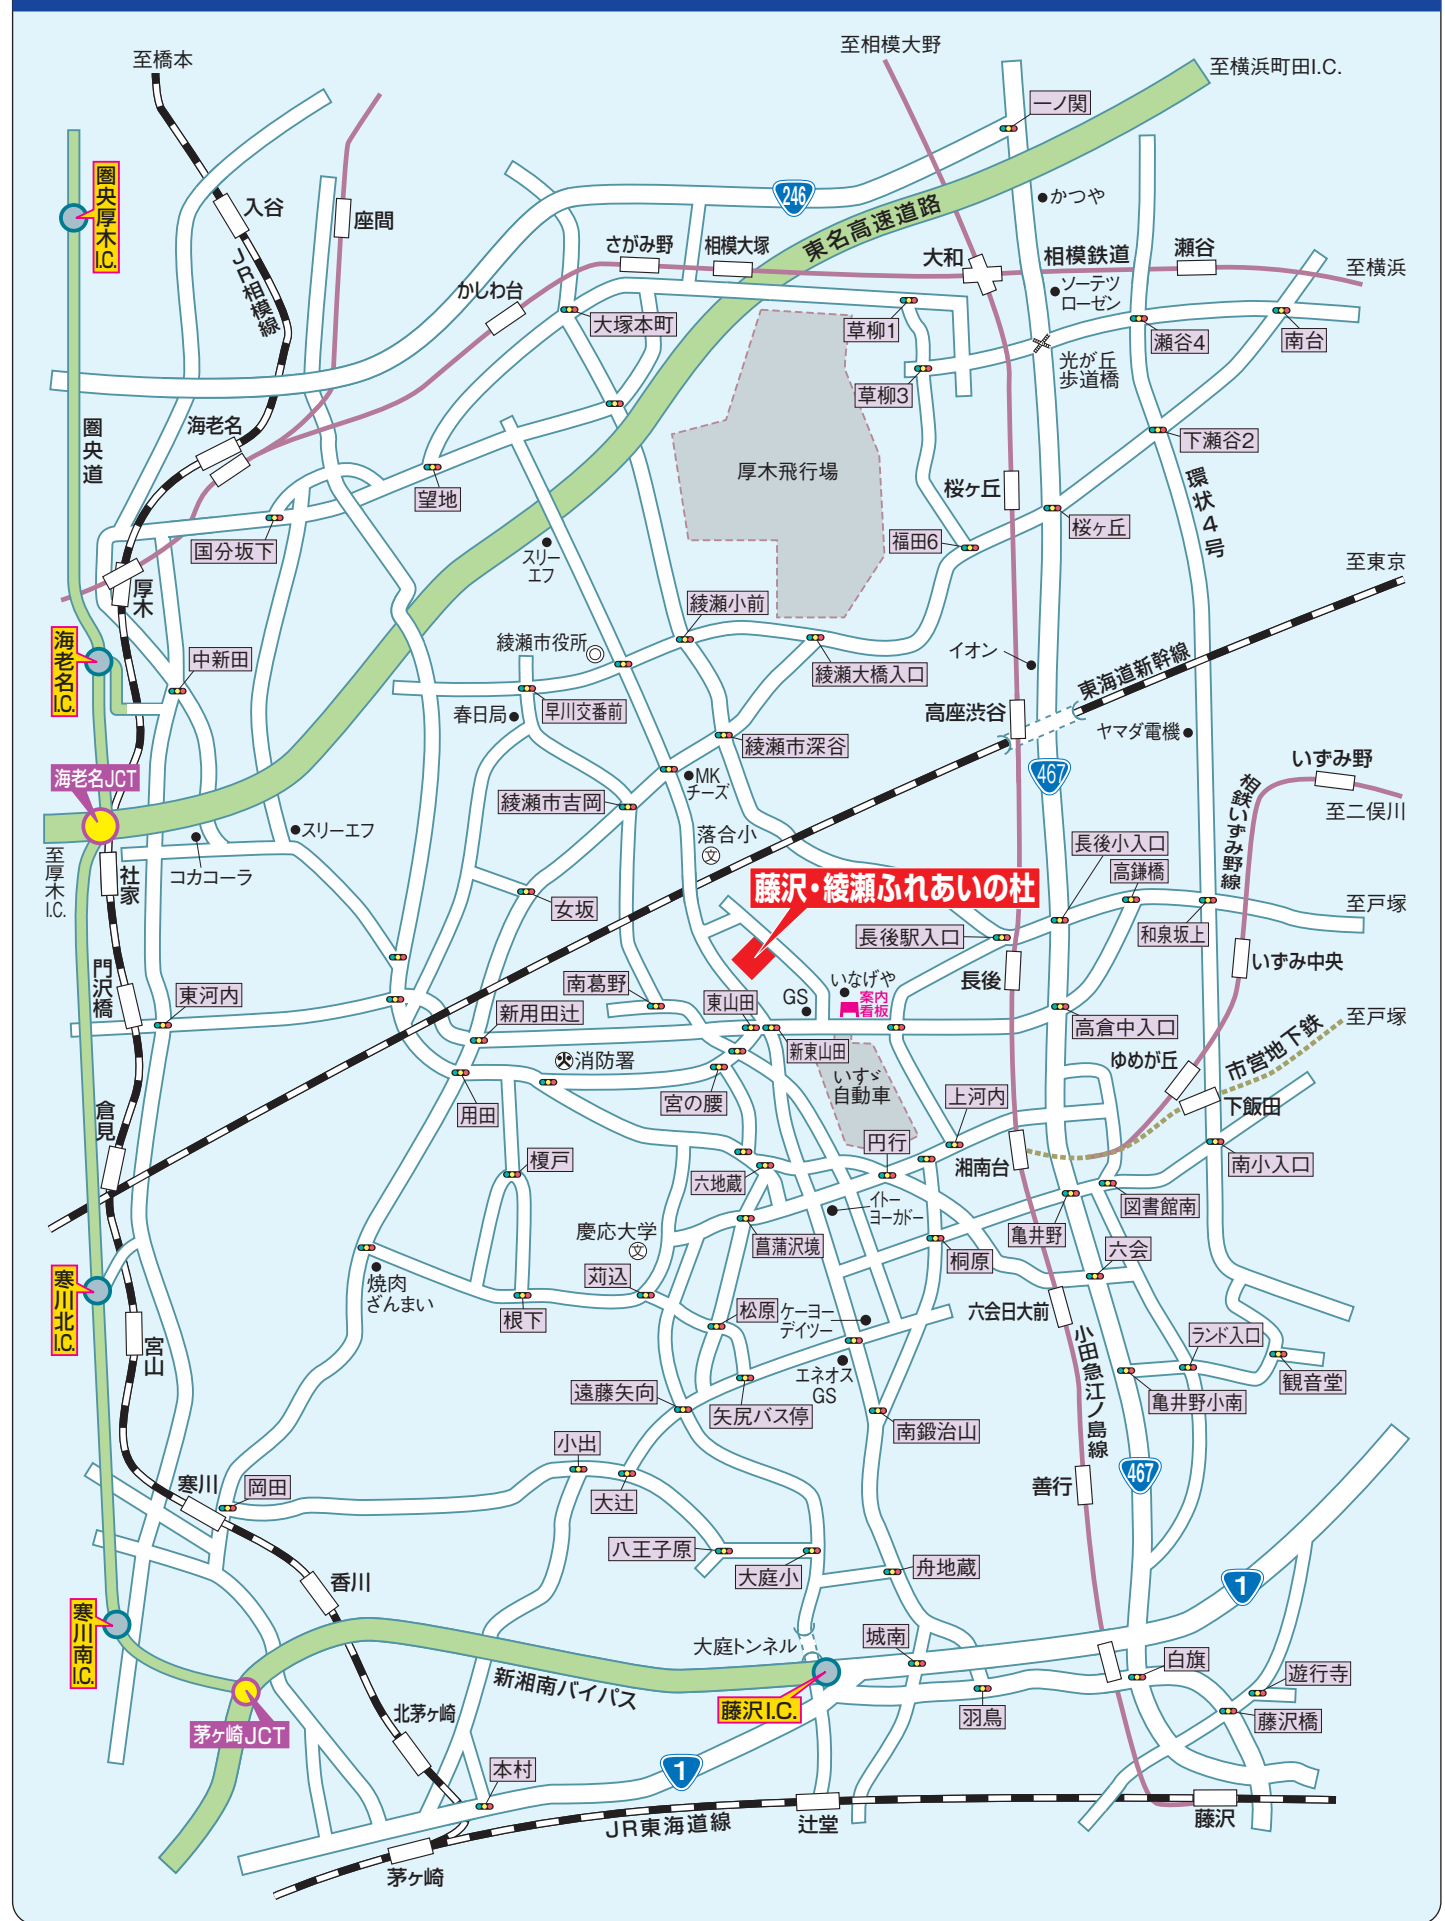 至橋本
至相模大野
至横浜町田I.C.
一ノ関
圏央厚木I.C.
入谷
座間
246
かつや
東名高速道路
JR相模線
さがみ野
相模大塚
大和
相模鉄道
瀬谷
至横浜
かしわ台
ソーテツ
ローゼン
大塚本町
草柳1
瀬谷4
南台
光が丘
歩道橋
草柳3
圏央道
海老名
下瀬谷2
望地
厚木飛行場
桜ヶ丘
環状4号
国分坂下
福田6
桜ヶ丘
スリー
エフ
至東京
厚木
綾瀬小前
海老名I.C.
中新田
綾瀬市役所
綾瀬大橋入口
イオン
東海道新幹線
早川交番前
春日局
高座渋谷
ヤマダ電機
綾瀬市深谷
467
いずみ野
海老名JCT
MK
チーズ
綾瀬市吉岡
相鉄いずみ野線
至二俣川
スリーエフ
落合小
文
長後小入口
至厚木I.C.
コカコーラ
社家
高鎌橋
藤沢・綾瀬ふれあいの杜
女坂
至戸塚
長後駅入口
和泉坂上
門沢橋
いなげや
長後
いずみ中央
東河内
南葛野
東山田
GS
案内
看板
新用田辻
高倉中入口
至戸塚
新東山田
市営地下鉄
消防署
いすゞ
自動車
ゆめが丘
倉見
用田
宮の腰
上河内
下飯田
円行
榎戸
六地蔵
湘南台
南小入口
イトー
ヨーカドー
図書館南
慶応大学
文
菖蒲沢境
亀井野
桐原
六会
寒川北I.C.
焼肉
ざんまい
苅込
根下
松原
ケーヨー
デイツー
六会日大前
宮山
小田急江ノ島線
ランド入口
エネオス
GS
観音堂
遠藤矢向
矢尻バス停
亀井野小南
南鍛治山
小出
寒川
岡田
大辻
善行
467
八王子原
大庭小
舟地蔵
香川
1
寒川南I.C.
大庭トンネル
城南
新湘南バイパス
白旗
遊行寺
藤沢I.C.
羽鳥
藤沢橋
茅ヶ崎JCT
北茅ヶ崎
本村
1
JR東海道線
辻堂
藤沢
茅ヶ崎